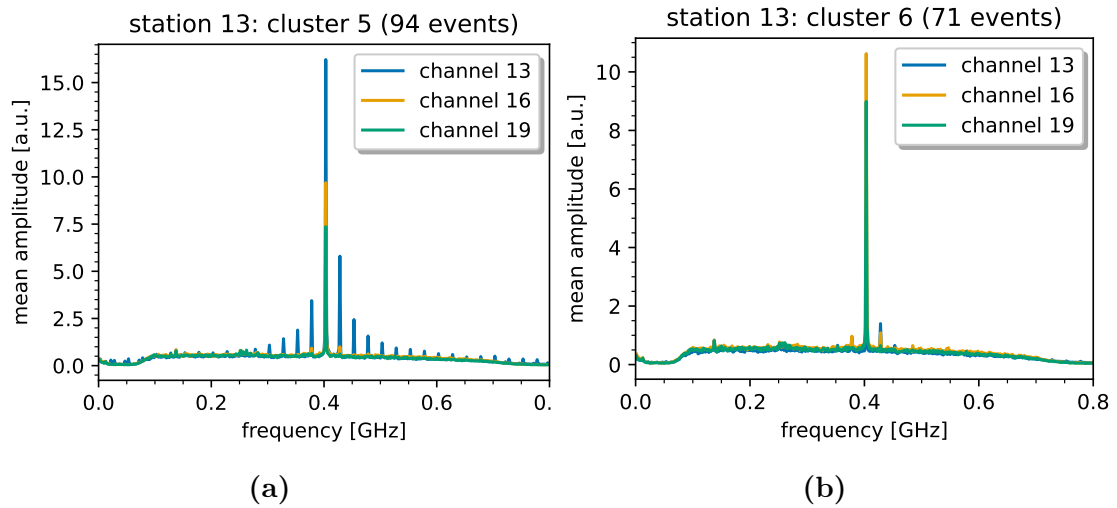 station 13: cluster 5 (94 events)
mean amplitude [a.u.]
15.0
12.5
10.0
7.5
5.0
2.5
0.0
channel 13
channel 16
channel 19
0.0 0.2 0.4 0.6 0.
frequency [GHz]
(a)
station 13: cluster 6 (71 events)
mean amplitude [a.u.]
10
8
6
4
2
0
channel 13
channel 16
channel 19
0.0 0.2 0.4 0.6 0.8
frequency [GHz]
(b)